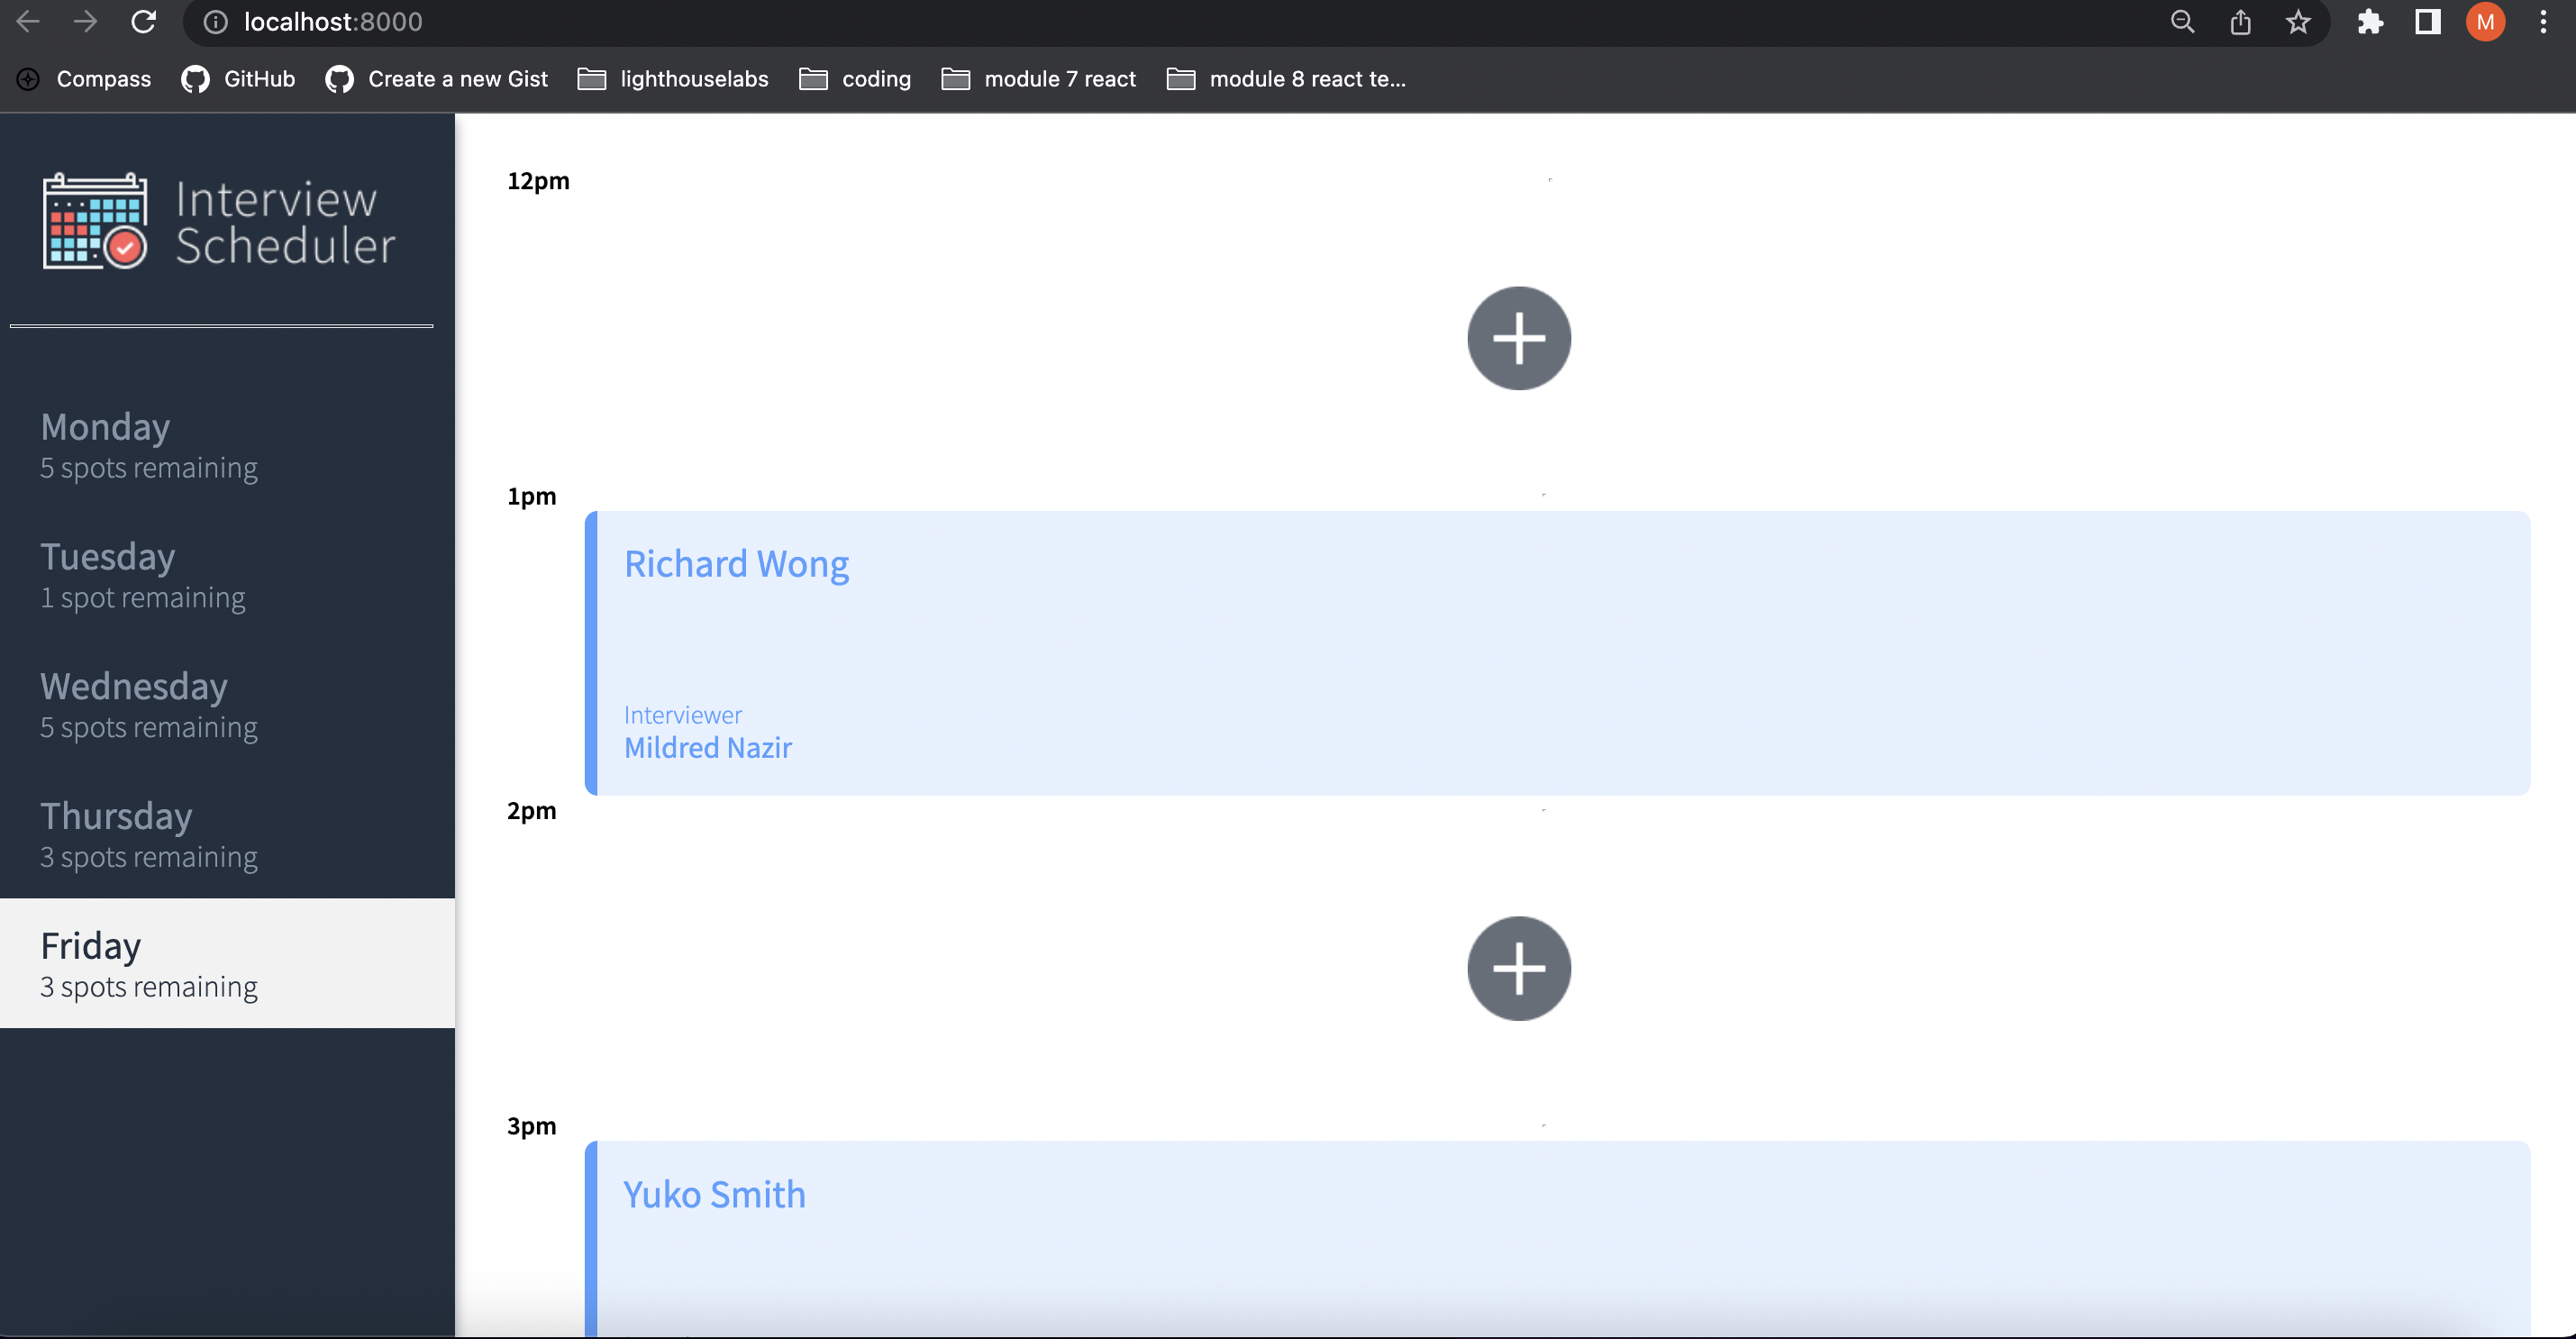 localhost:8000
M
Compass GitHub Create a new Gist lighthouselabs coding module 7 react module 8 react te...
Interview
Scheduler
Monday
5 spots remaining
Tuesday
1 spot remaining
Wednesday
5 spots remaining
Thursday
3 spots remaining
Friday
3 spots remaining
12pm
1pm
Richard Wong
Interviewer
Mildred Nazir
2pm
3pm
Yuko Smith